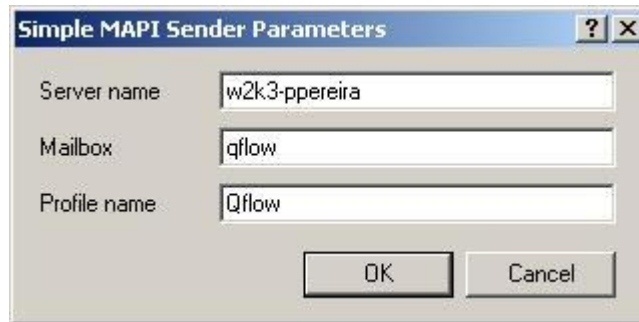 Simple MAPI Sender Parameters ? X
Server name w2k3-ppereira
Mailbox qflow
Profile name Qflow
OK Cancel